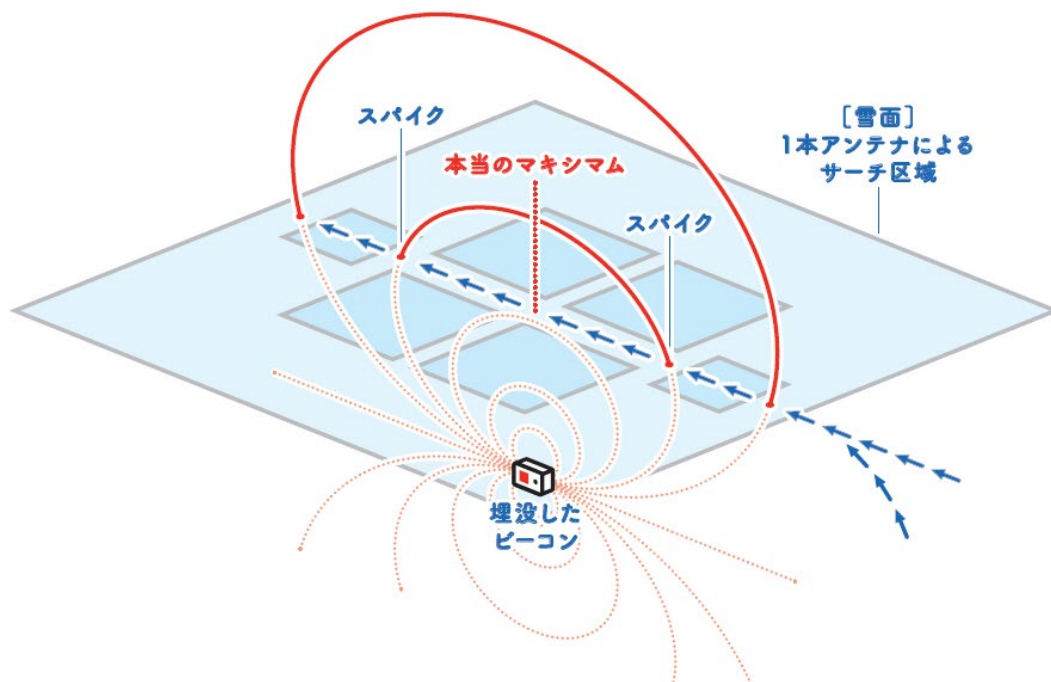 スパイク
［雪面］
1本アンテナによる
サーチ区域
本当のマキシマム
スパイク
埋没した
ビーコン